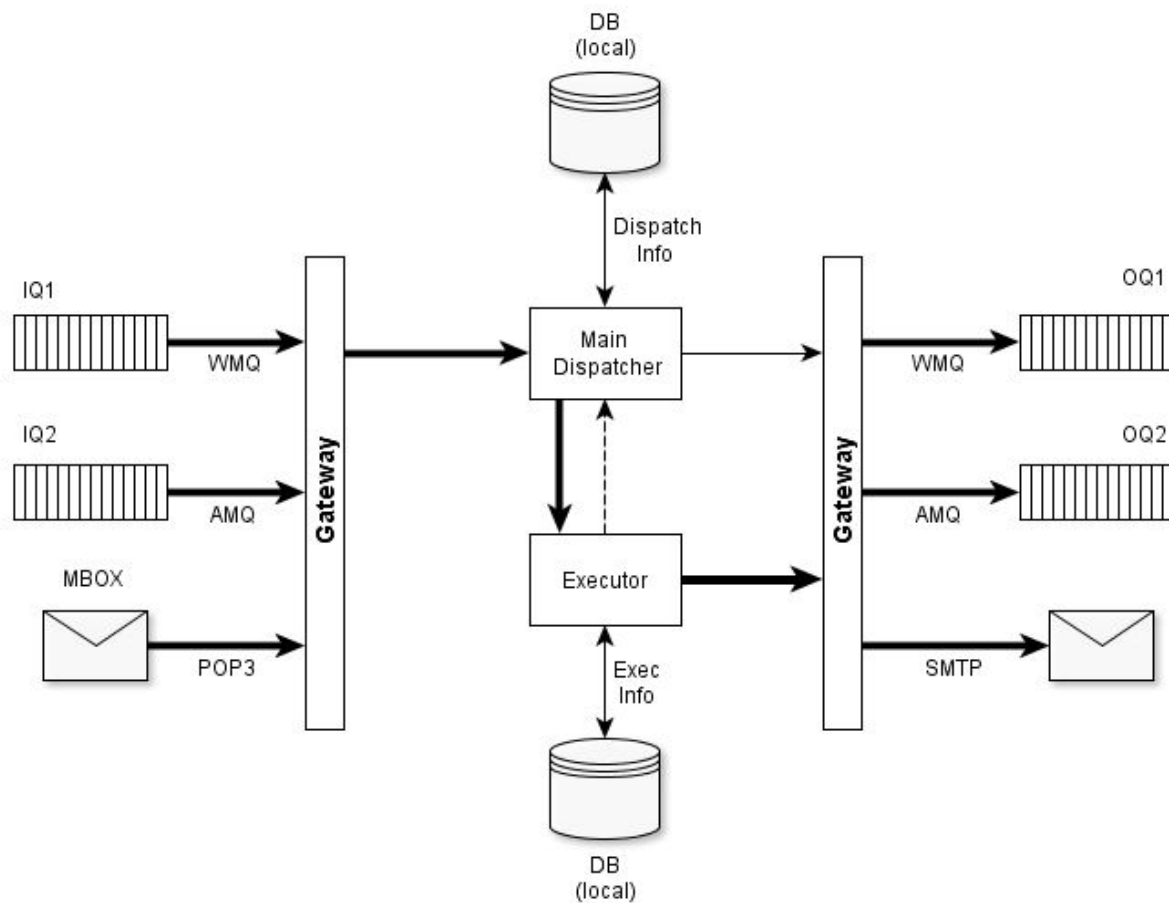 DB
(local)
Dispatch
Info
IQ1
OQ1
Main
Dispatcher
WMQ
WMQ
IQ2
OQ2
Gateway
Gateway
AMQ
AMQ
MBOX
Executor
POP3
Exec
Info
SMTP
DB
(local)